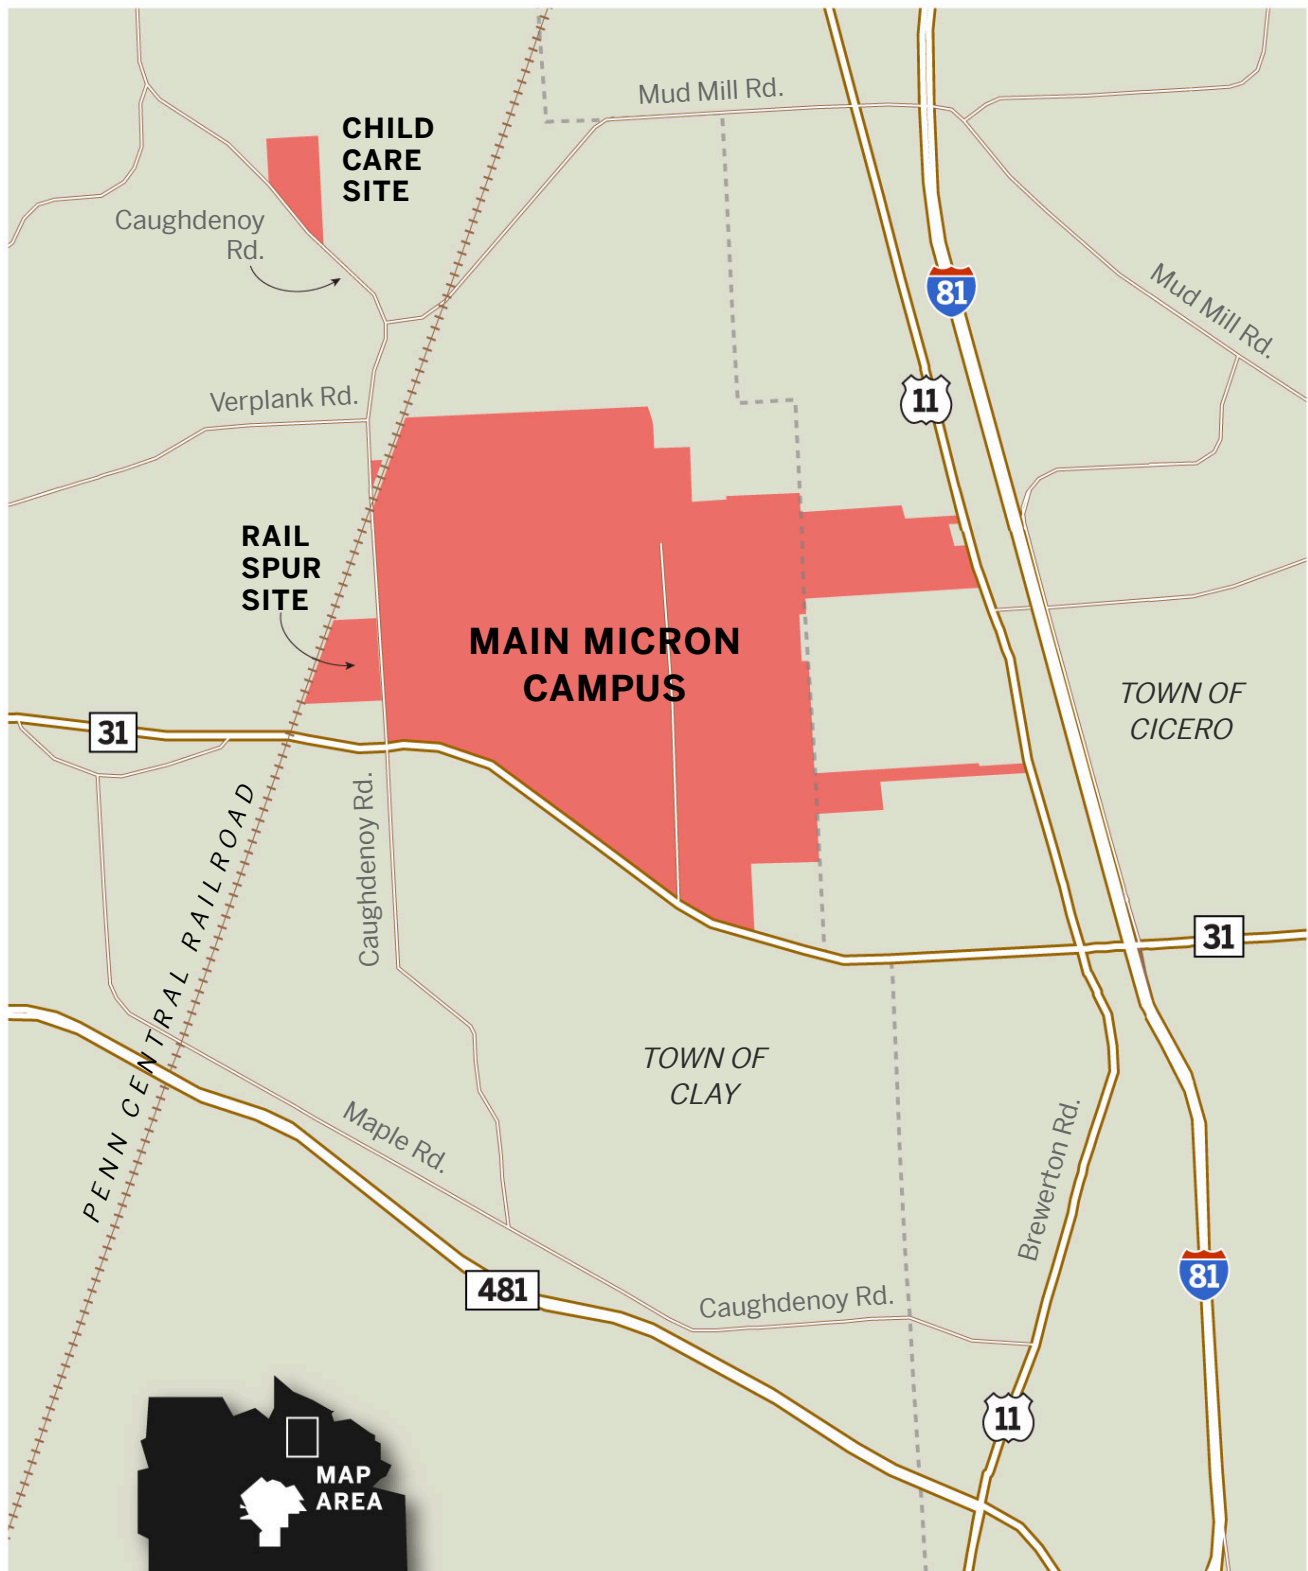 Mud Mill Rd.
CHILD
CARE
SITE
Caughdenoy
Rd.
81
Mud Mill Rd.
11
Verplank Rd.
RAIL
SPUR
SITE
MAIN MICRON
CAMPUS
TOWN OF
CICERO
31
Caughdenoy Rd.
PENN CENTRAL RAILROAD
31
TOWN OF
CLAY
Maple Rd.
Brewerton Rd.
481
Caughdenoy Rd.
81
11
MAP
AREA